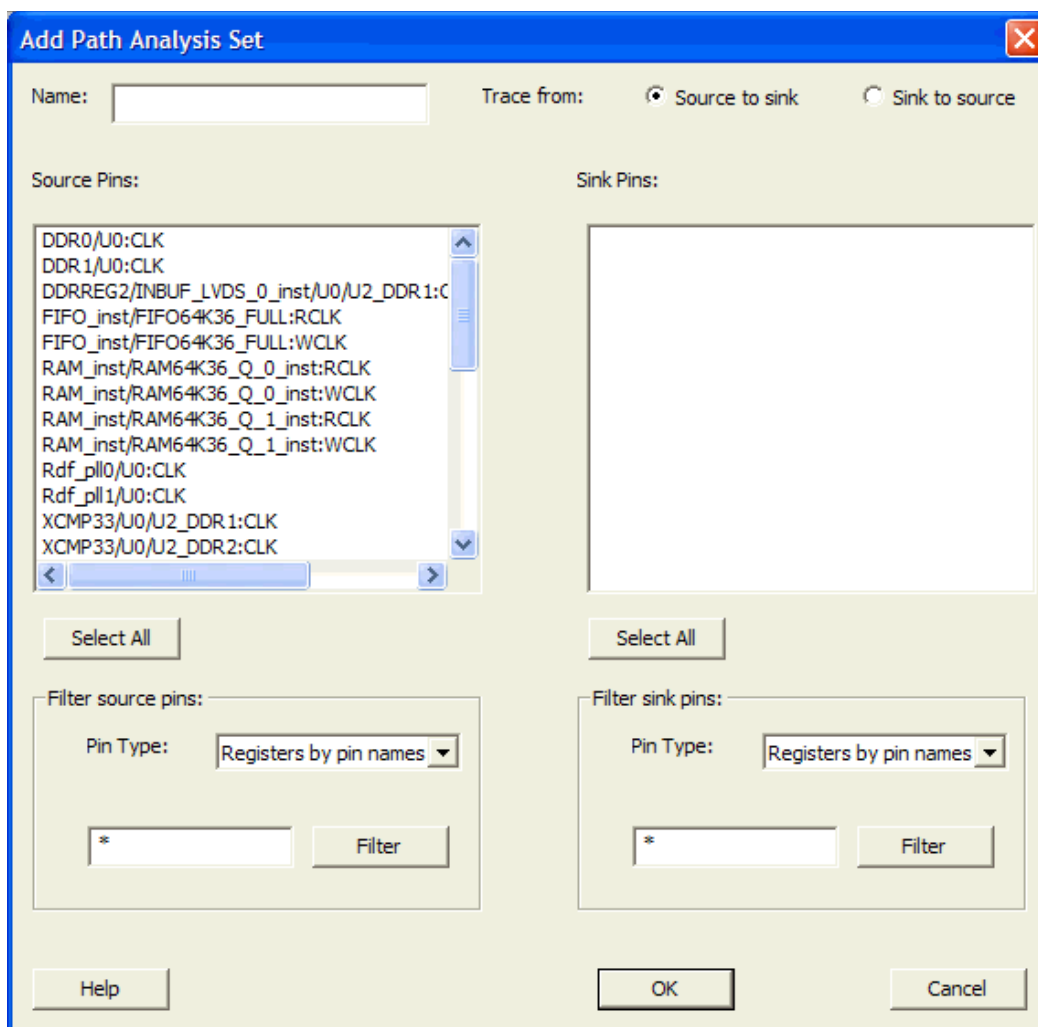 Add Path Analysis Set
Name:
Trace from:
Source to sink
Sink to source
Source Pins:
Sink Pins:
DDR0/U0:CLK
DDR1/U0:CLK
DDRREG2/INBUF_LVDS_0_inst/U0/U2_DDR1:C
FIFO_inst/FIFO64K36_FULL:RCLK
FIFO_inst/FIFO64K36_FULL:WCLK
RAM_inst/RAM64K36_Q_0_inst:RCLK
RAM_inst/RAM64K36_Q_0_inst:WCLK
RAM_inst/RAM64K36_Q_1_inst:RCLK
RAM_inst/RAM64K36_Q_1_inst:WCLK
Rdf_pll0/U0:CLK
Rdf_pll1/U0:CLK
XCMP33/U0/U2_DDR1:CLK
XCMP33/U0/U2_DDR2:CLK
Select All
Select All
Filter source pins:
Pin Type:
Registers by pin names
*
Filter
Filter sink pins:
Pin Type:
Registers by pin names
*
Filter
Help
OK
Cancel